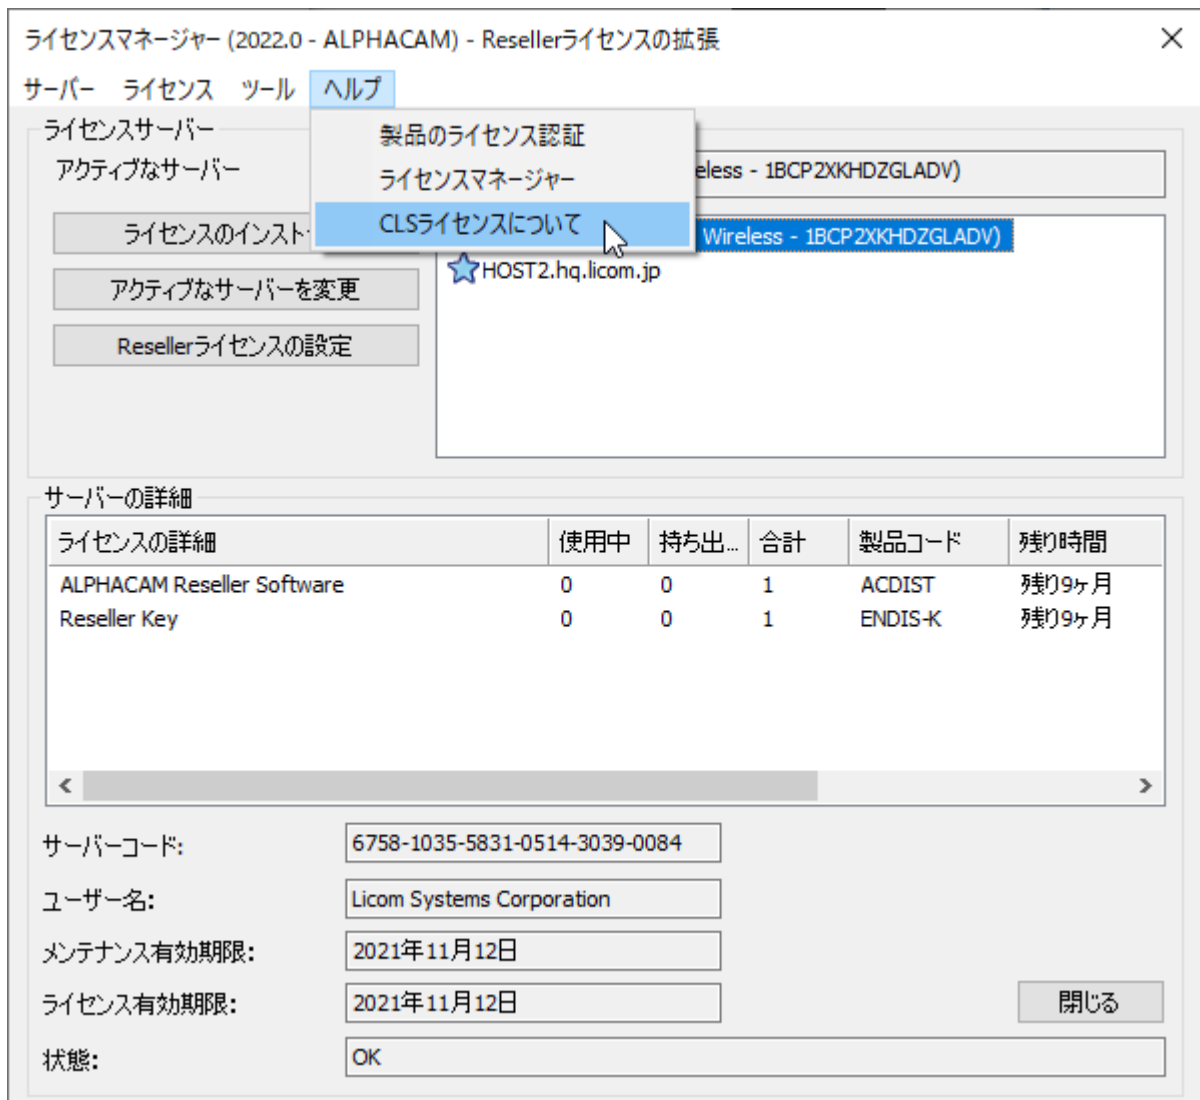 ライセンスマネージャー (2022.0 - ALPHACAM) - Resellerライセンスの拡張
サーバー ライセンス ツール ヘルプ
製品のライセンス認証
ライセンスマネージャー
CLSライセンスについて
ライセンスサーバー
アクティブなサーバー
eless - 1BCP2XKHDZGLADV)
ライセンスのインスト
アクティブなサーバーを変更
Resellerライセンスの設定
Wireless - 1BCP2XKHDZGLADV)
HOST2.hq.licom.jp
サーバーの詳細
ライセンスの詳細 使用中 持ち出... 合計 製品コード 残り時間
ALPHACAM Reseller Software 0 0 1 ACDIST 残り9ヶ月
Reseller Key 0 0 1 ENDIS-K 残り9ヶ月
サーバーコード: 6758-1035-5831-0514-3039-0084
ユーザー名: Licom Systems Corporation
メンテナンス有効期限: 2021年11月12日
ライセンス有効期限: 2021年11月12日
閉じる
状態: OK